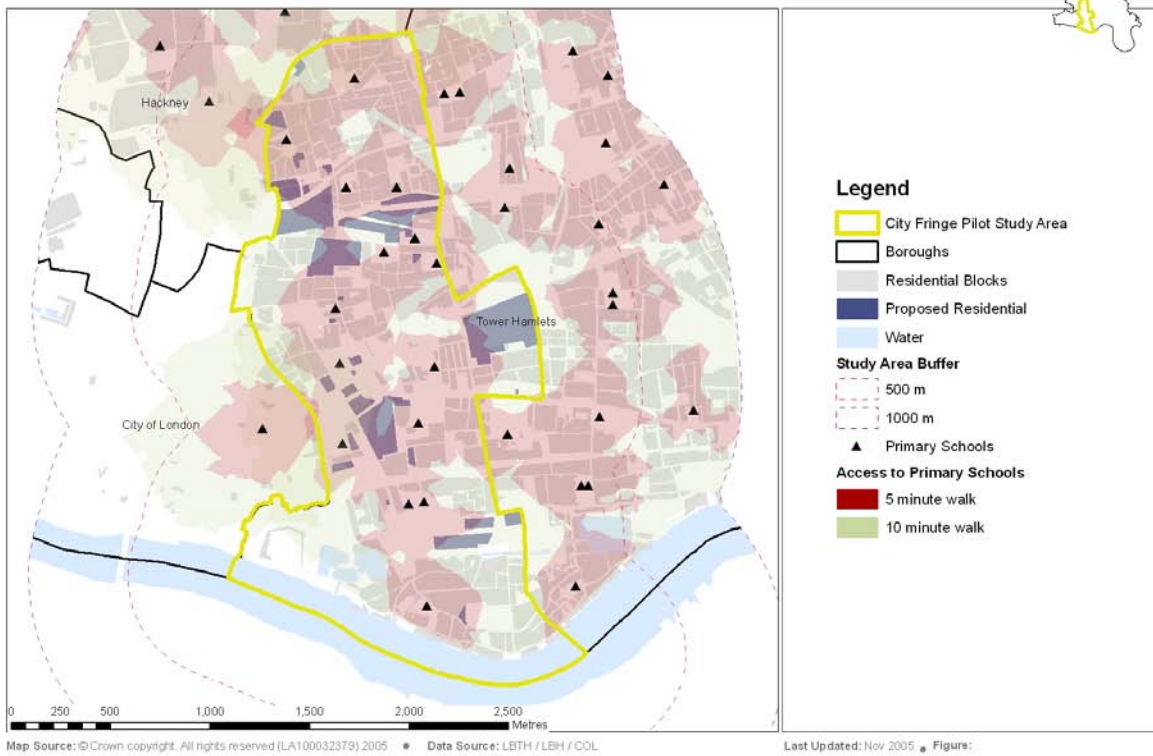 Hackney
Tower Hamlets
City of London
0 250 500 1,000 1,500 2,000 2,500
Metres
Legend
City Fringe Pilot Study Area
Boroughs
Residential Blocks
Proposed Residential
Water
Study Area Buffer
500 m
1000 m
Primary Schools
Access to Primary Schools
5 minute walk
10 minute walk
Map Source: © Crown copyright. All rights reserved (LA100032379) 2005 • Data Source: LBTH / LBH / COL
Last Updated: Nov 2005 • Figure: